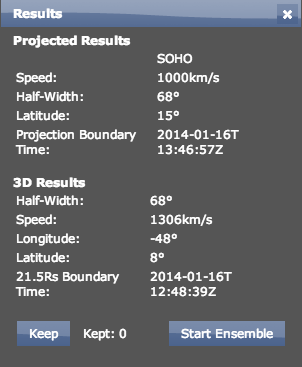 Results
Projected Results
SOHO
Speed: 1000km/s
Half-Width: 68°
Latitude: 15°
Projection Boundary 2014-01-16T
Time: 13:46:57Z
3D Results
Half-Width: 68°
Speed: 1306km/s
Longitude: -48°
Latitude: 8°
21.5Rs Boundary 2014-01-16T
Time: 12:48:39Z
Keep Kept: 0 Start Ensemble